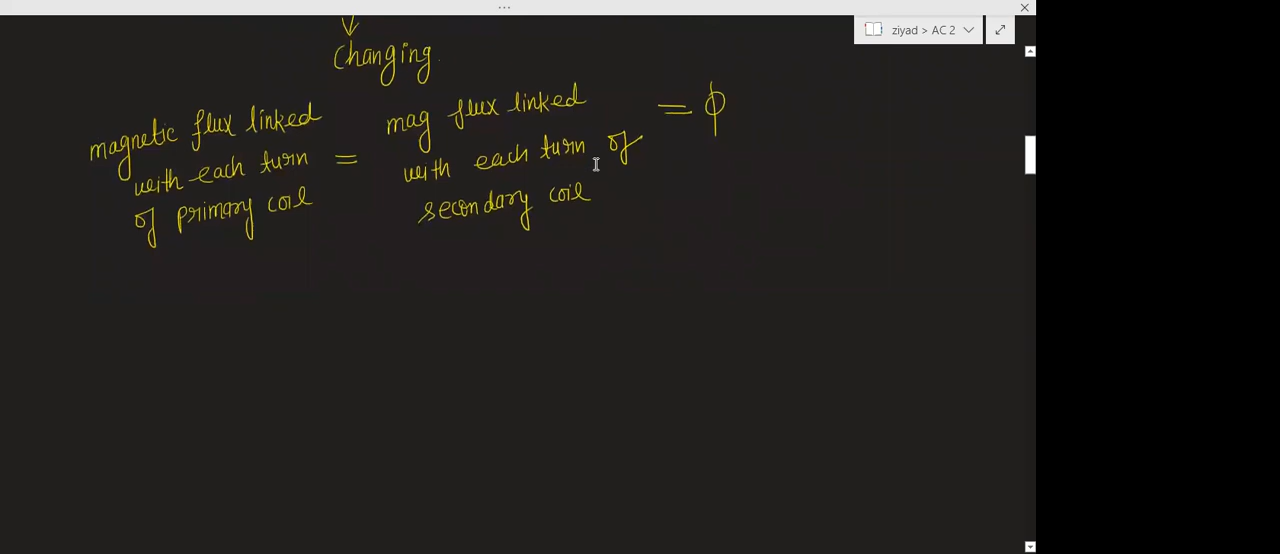 ziyad > AC 2
Changing.
magnetic flux linked
with each turn
of primary coil
=
mag flux linked
with each turn of
secondary coil
= ϕ